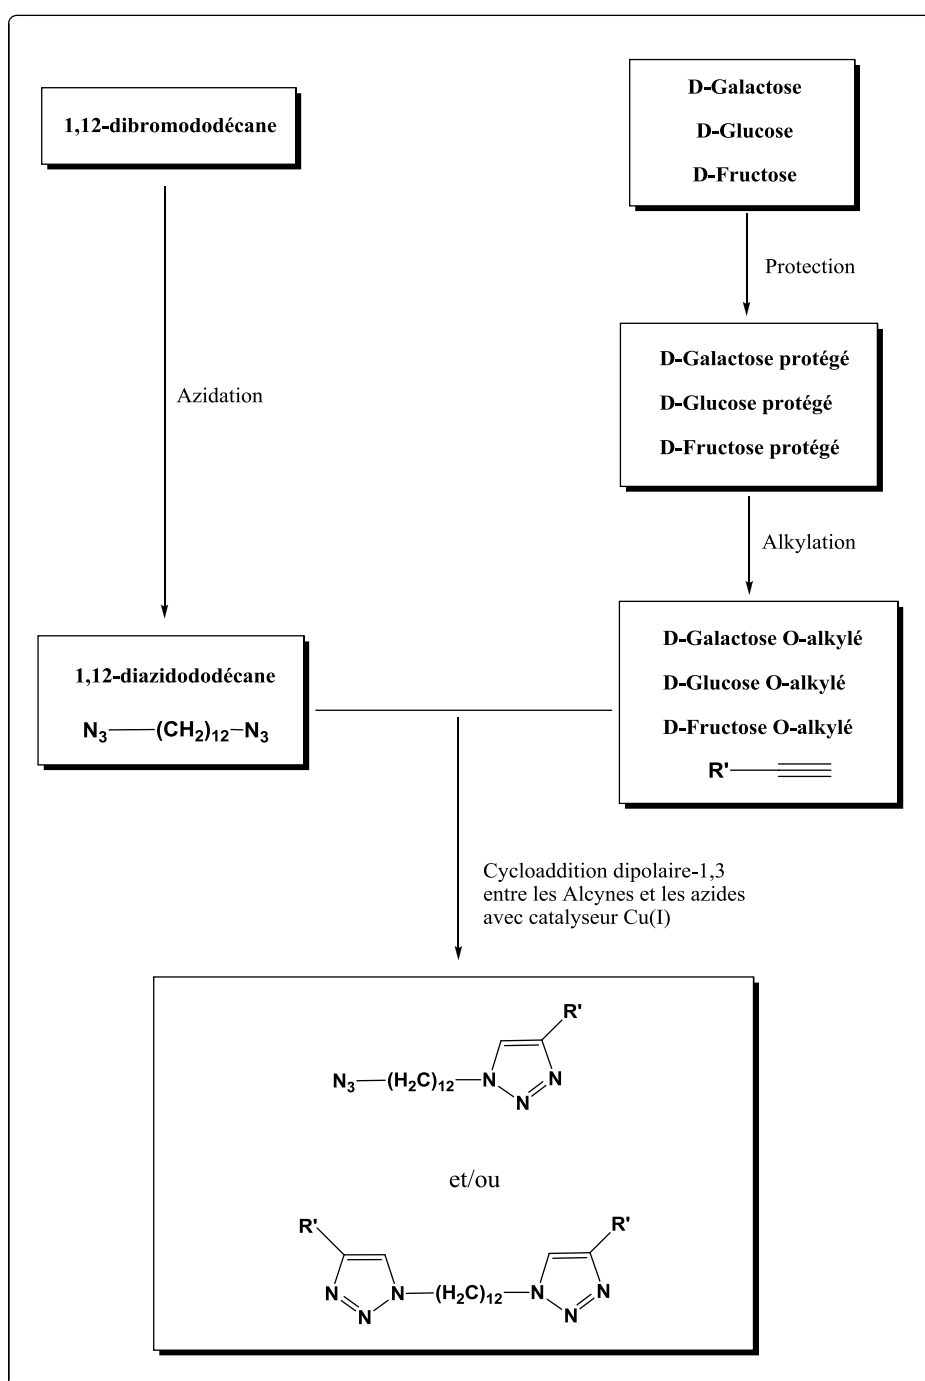 1,12-dibromododécane
D-Galactose
D-Glucose
D-Fructose
Protection
D-Galactose protégé
D-Glucose protégé
D-Fructose protégé
Azidation
Alkylation
1,12-diazidododécane
N3 (CH2)12 N3
D-Galactose O-alkylé
D-Glucose O-alkylé
D-Fructose O-alkylé
R'
Cycloaddition dipolaire-1,3
entre les Alcynes et les azides
avec catalyseur Cu(I)
R'
N3 (H2C)12 N N
N
et/ou
R' R'
N N (H2C)12 N N
N N